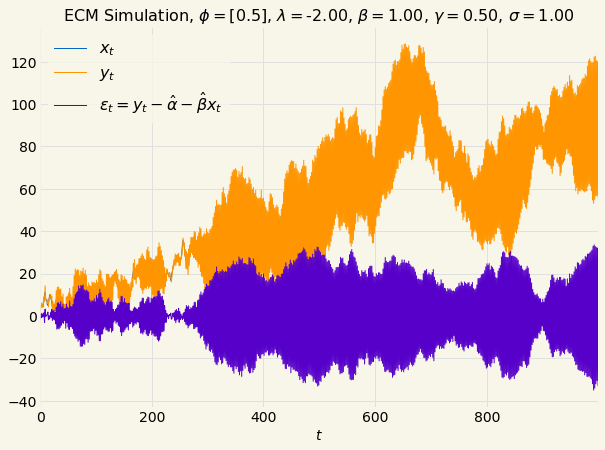 ECM Simulation, ϕ = [0.5], λ = -2.00, β = 1.00, γ = 0.50, σ = 1.00
x_t
y_t
ε_t = y_t − α̂ − β̂x_t
120
100
80
60
40
20
0
−20
−40
0 200 400 600 800
t